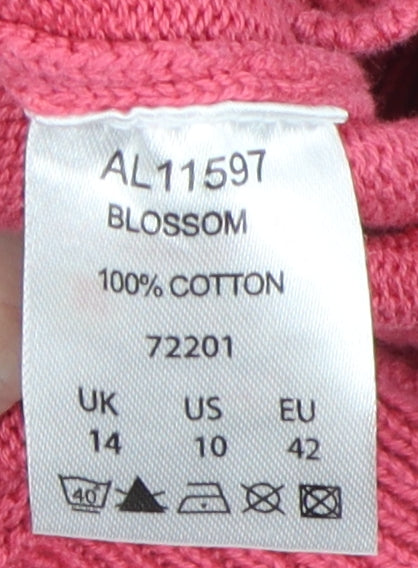 AL11597
BLOSSOM
100% COTTON
72201
UK US EU
14 10 42
40